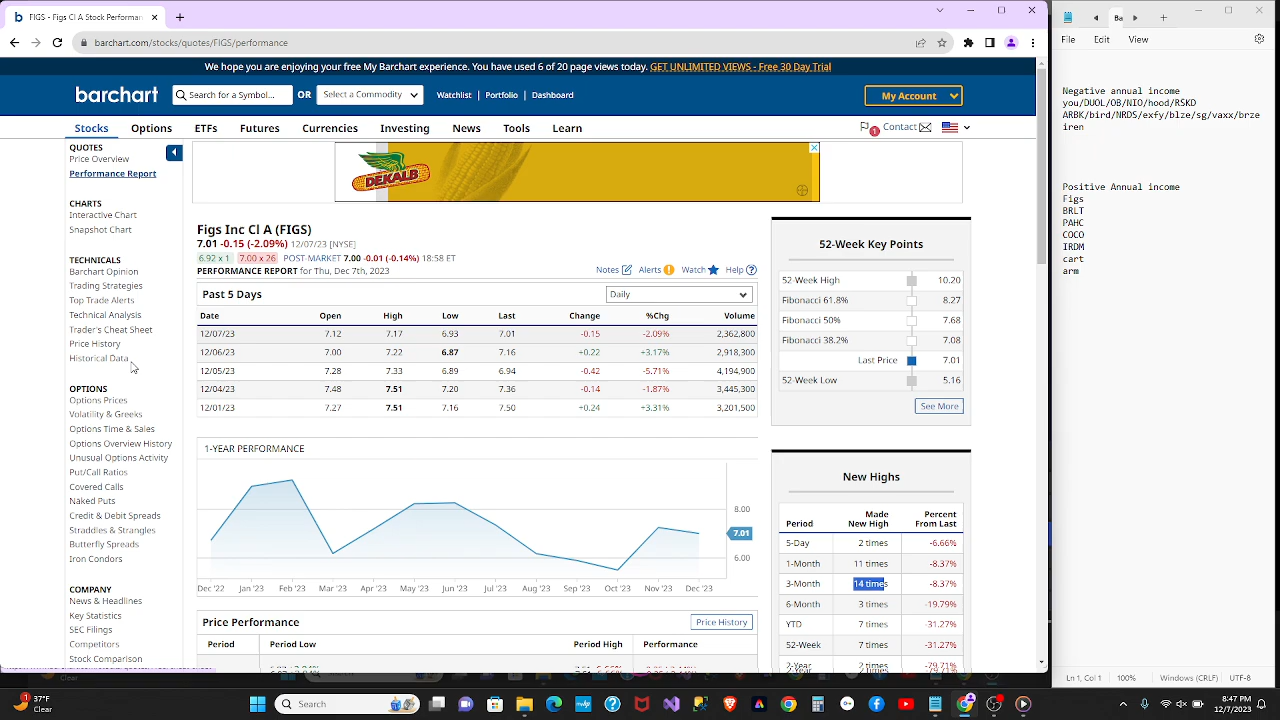 FIGS - Figs Cl A Stock Performan
barchart.com/stocks/quotes/FIGS/performance
We hope you are enjoying your free My Barchart experience. You have used 6 of 20 page views today. GET UNLIMITED VIEWS - Free 30 Day Trial
barchart Search for a Symbol... OR Select a Commodity Watchlist Portfolio Dashboard My Account
Stocks Options ETFs Futures Currencies Investing News Tools Learn 1 Contact
QUOTES
Price Overview
Performance Report
CHARTS
Interactive Chart
Snapshot Chart
TECHNICALS
Barchart Opinion
Trading Strategies
Top Trade Alerts
Technical Analysis
Trader's Cheat Sheet
Price History
Historical Data
OPTIONS
Options Prices
Volatility & Greeks
Options Time & Sales
Options Overview History
Unusual Options Activity
Put/Call Ratios
Covered Calls
Naked Puts
Credit & Debit Spreads
Straddles & Strangles
Butterfly Spreads
Iron Condors
COMPANY
News & Headlines
Key Statistics
SEC Filings
Competitors
Stock Comparison
DEKALB
Figs Inc Cl A (FIGS)
7.01 -0.15 (-2.09%) 12/07/23 [NYSE]
6.92 x 1 7.00 x 26 POST-MARKET 7.00 -0.01 (-0.14%) 18:58 ET
PERFORMANCE REPORT for Thu, Dec 7th, 2023 Notes Alerts Watch Help
Past 5 Days Daily
Date Open High Low Last Change %Chg Volume
12/07/23 7.12 7.17 6.93 7.01 -0.15 -2.09% 2,362,800
12/06/23 7.00 7.22 6.87 7.16 +0.22 +3.17% 2,918,300
12/05/23 7.28 7.33 6.89 6.94 -0.42 -5.71% 4,194,900
12/04/23 7.48 7.51 7.20 7.36 -0.14 -1.87% 3,445,300
12/01/23 7.27 7.51 7.16 7.50 +0.24 +3.31% 3,201,500
1-YEAR PERFORMANCE
8.00
7.01
6.00
Dec '22 Jan '23 Feb '23 Mar '23 Apr '23 May '23 Jun '23 Jul '23 Aug '23 Sep '23 Oct '23 Nov '23 Dec '23
Price Performance Price History
Period Period Low Period High Performance
52-Week Key Points
52-Week High 10.20
Fibonacci 61.8% 8.27
Fibonacci 50% 7.68
Fibonacci 38.2% 7.08
Last Price 7.01
52-Week Low 5.16
See More
New Highs
Period Made New High Percent From Last
5-Day 2 times -6.66%
1-Month 11 times -8.37%
3-Month 14 times -8.37%
6-Month 3 times -19.79%
YTD 7 times -31.27%
52-Week 7 times -31.27%
2-Year 2 times -79.71%
Ba
File Edit View
Negative annual income
you/DUOL/OB/NIO/hood/RSKD
ARBK/bird/NRDS/exfy/blze/sg/vaxx/brze
iren
Positive Annual income
Figs
BRLT
PAHC
COCO
IRDM
cart
arm
Ln 1, Col 1 100% Windows (CRLF) UTF-8
1 37°F
Clear
Search
8:47 PM
12/7/2023